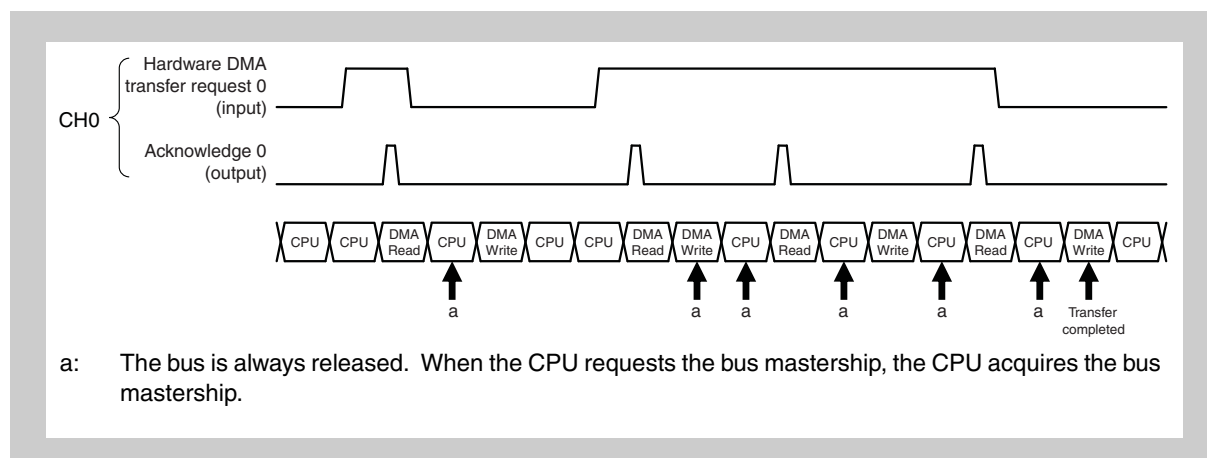 Hardware DMA
transfer request 0
(input)
CH0
Acknowledge 0
(output)
CPU CPU DMA Read CPU DMA Write CPU CPU DMA Read DMA Write CPU DMA Read CPU DMA Write CPU DMA Read CPU DMA Write CPU
a a a a a a Transfer completed
a: The bus is always released. When the CPU requests the bus mastership, the CPU acquires the bus
mastership.